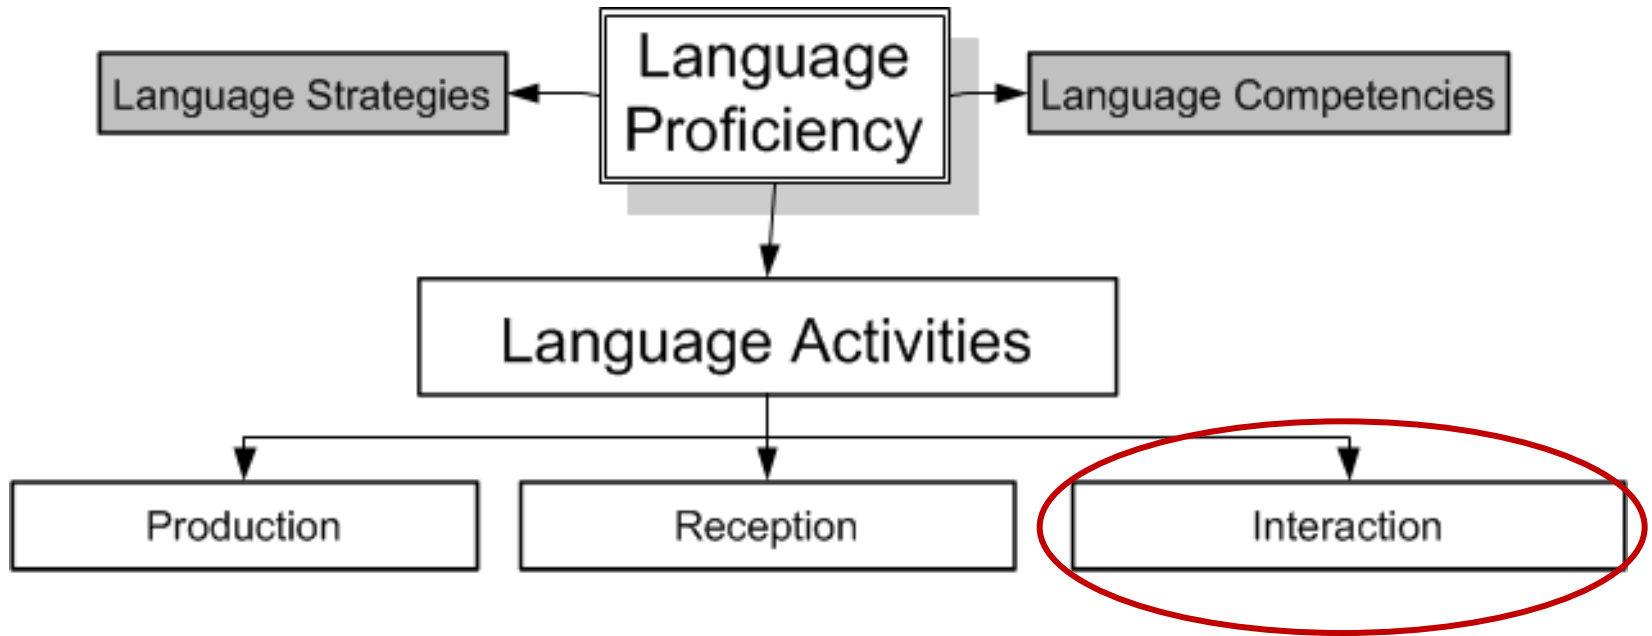 Language
Proficiency
Language Strategies
Language Competencies
Language Activities
Production
Reception
Interaction